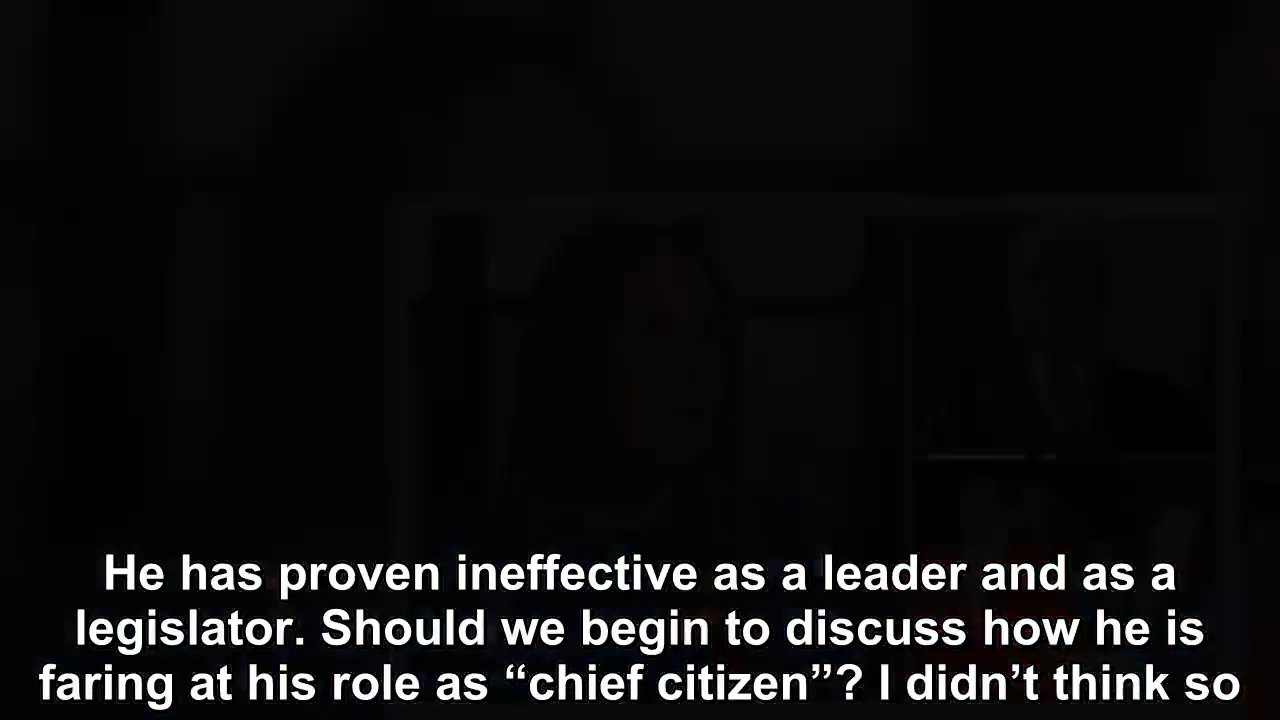 He has proven ineffective as a leader and as a
legislator. Should we begin to discuss how he is
faring at his role as “chief citizen”? I didn’t think so